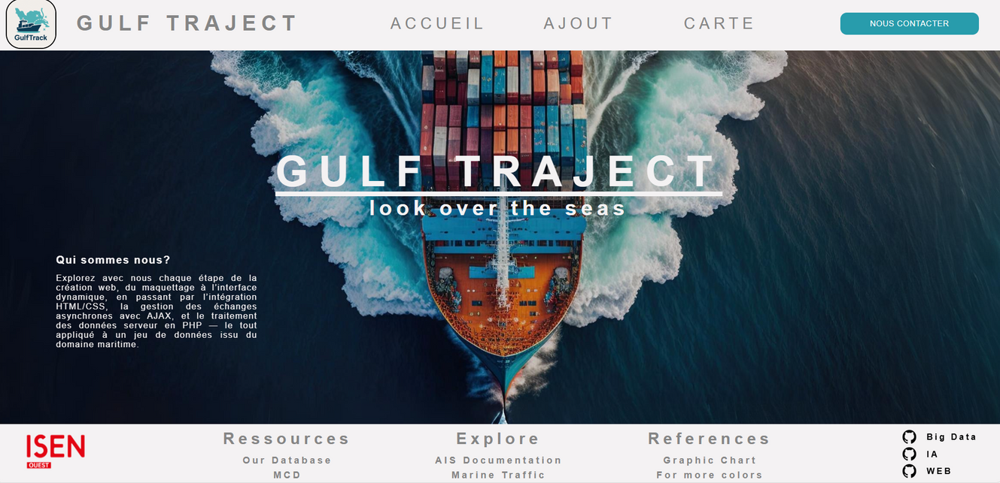 GulfTrack
GULF TRAJECT
ACCUEIL
AJOUT
CARTE
NOUS CONTACTER
GULF TRAJECT
look over the seas
Qui sommes nous?
Explorez avec nous chaque étape de la
création web, du maquettage à l'interface
dynamique, en passant par l'intégration
HTML/CSS, la gestion des échanges
asynchrones avec AJAX, et le traitement
des données serveur en PHP — le tout
appliqué à un jeu de données issu du
domaine maritime.
ISEN
OUEST
Ressources
Our Database
MCD
Explore
AIS Documentation
Marine Traffic
References
Graphic Chart
For more colors
Big Data
IA
WEB